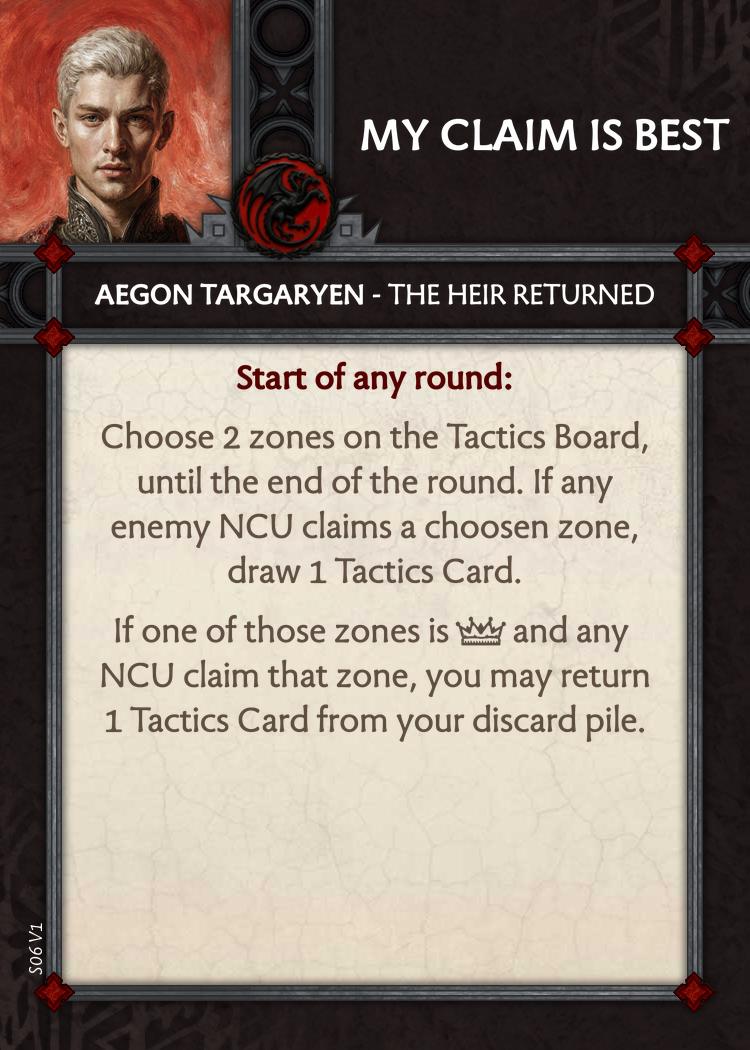 MY CLAIM IS BEST
AEGON TARGARYEN - THE HEIR RETURNED
Start of any round:
Choose 2 zones on the Tactics Board,
until the end of the round. If any
enemy NCU claims a choosen zone,
draw 1 Tactics Card.
If one of those zones is and any
NCU claim that zone, you may return
1 Tactics Card from your discard pile.
S06 V1